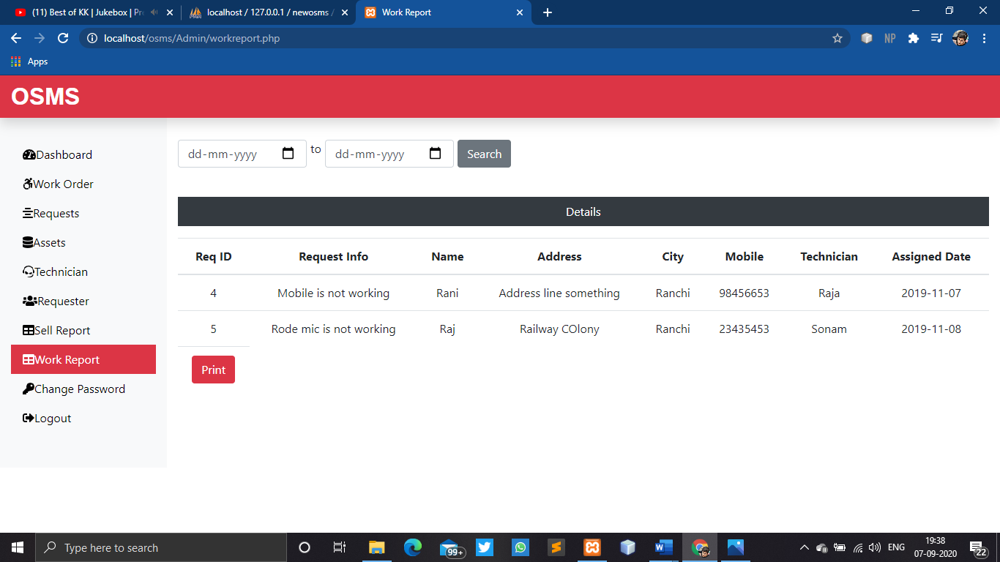 (11) Best of KK | Jukebox | Pr
localhost / 127.0.0.1 / newosms /
Work Report
localhost/osms/Admin/workreport.php
NP
Apps
OSMS
Dashboard
Work Order
Requests
Assets
Technician
Requester
Sell Report
Work Report
Change Password
Logout
dd-mm-yyyy to dd-mm-yyyy Search
Details
Req ID Request Info Name Address City Mobile Technician Assigned Date
4 Mobile is not working Rani Address line something Ranchi 98456653 Raja 2019-11-07
5 Rode mic is not working Raj Railway COlony Ranchi 23435453 Sonam 2019-11-08
Print
Type here to search
99+
ENG
19:38
07-09-2020
22